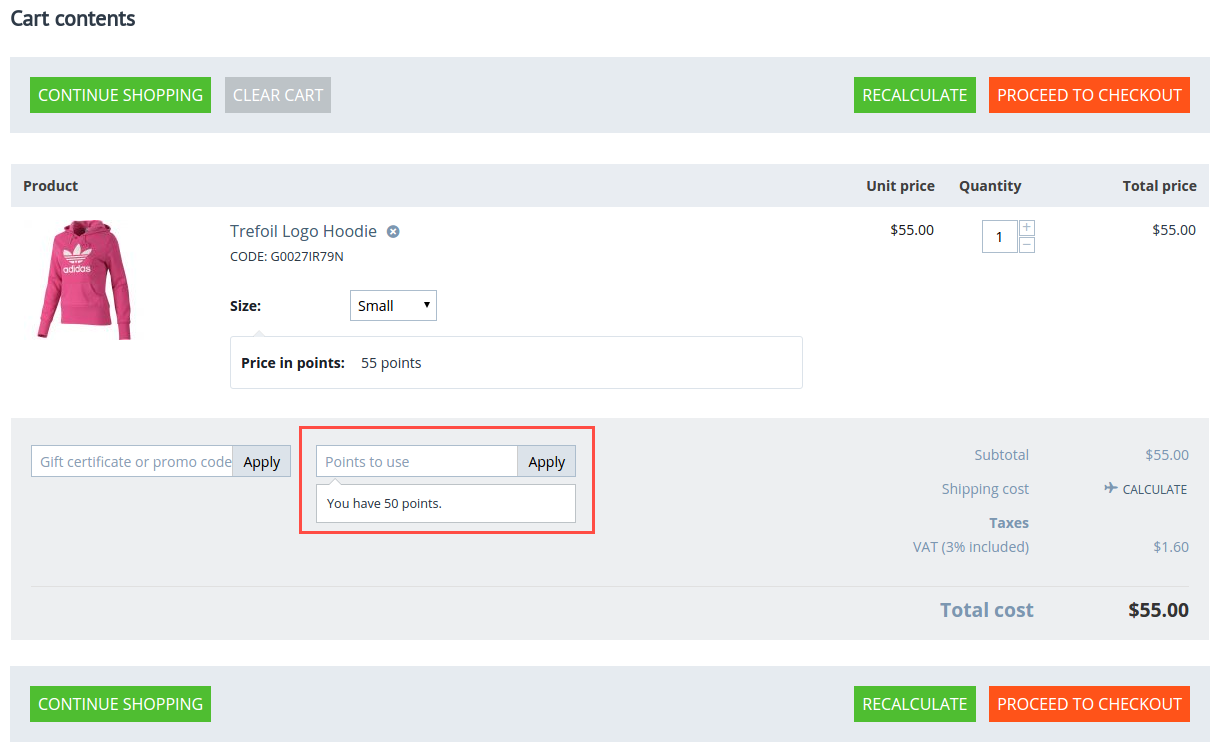 Cart contents
CONTINUE SHOPPING CLEAR CART RECALCULATE PROCEED TO CHECKOUT
Product Unit price Quantity Total price
Trefoil Logo Hoodie $55.00 1 + − $55.00
CODE: G0027IR79N
adidas
Size: Small
Price in points: 55 points
Gift certificate or promo code Apply Points to use Apply Subtotal $55.00
You have 50 points.
Shipping cost CALCULATE
Taxes
VAT (3% included) $1.60
Total cost $55.00
CONTINUE SHOPPING RECALCULATE PROCEED TO CHECKOUT